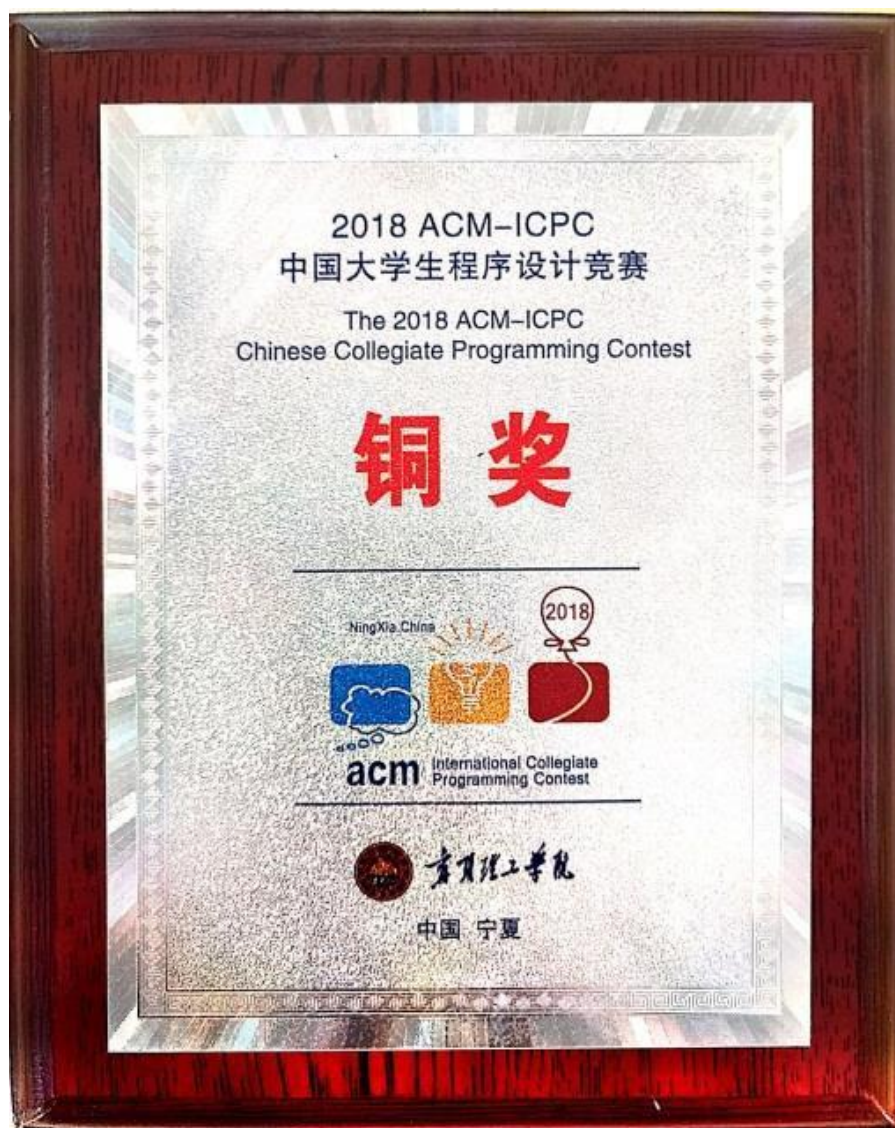 2018 ACM-ICPC
中国大学生程序设计竞赛
The 2018 ACM-ICPC
Chinese Collegiate Programming Contest
铜奖
2018
NingXia.China
acm International Collegiate
Programming Contest
宁夏理工学院
中国 宁夏